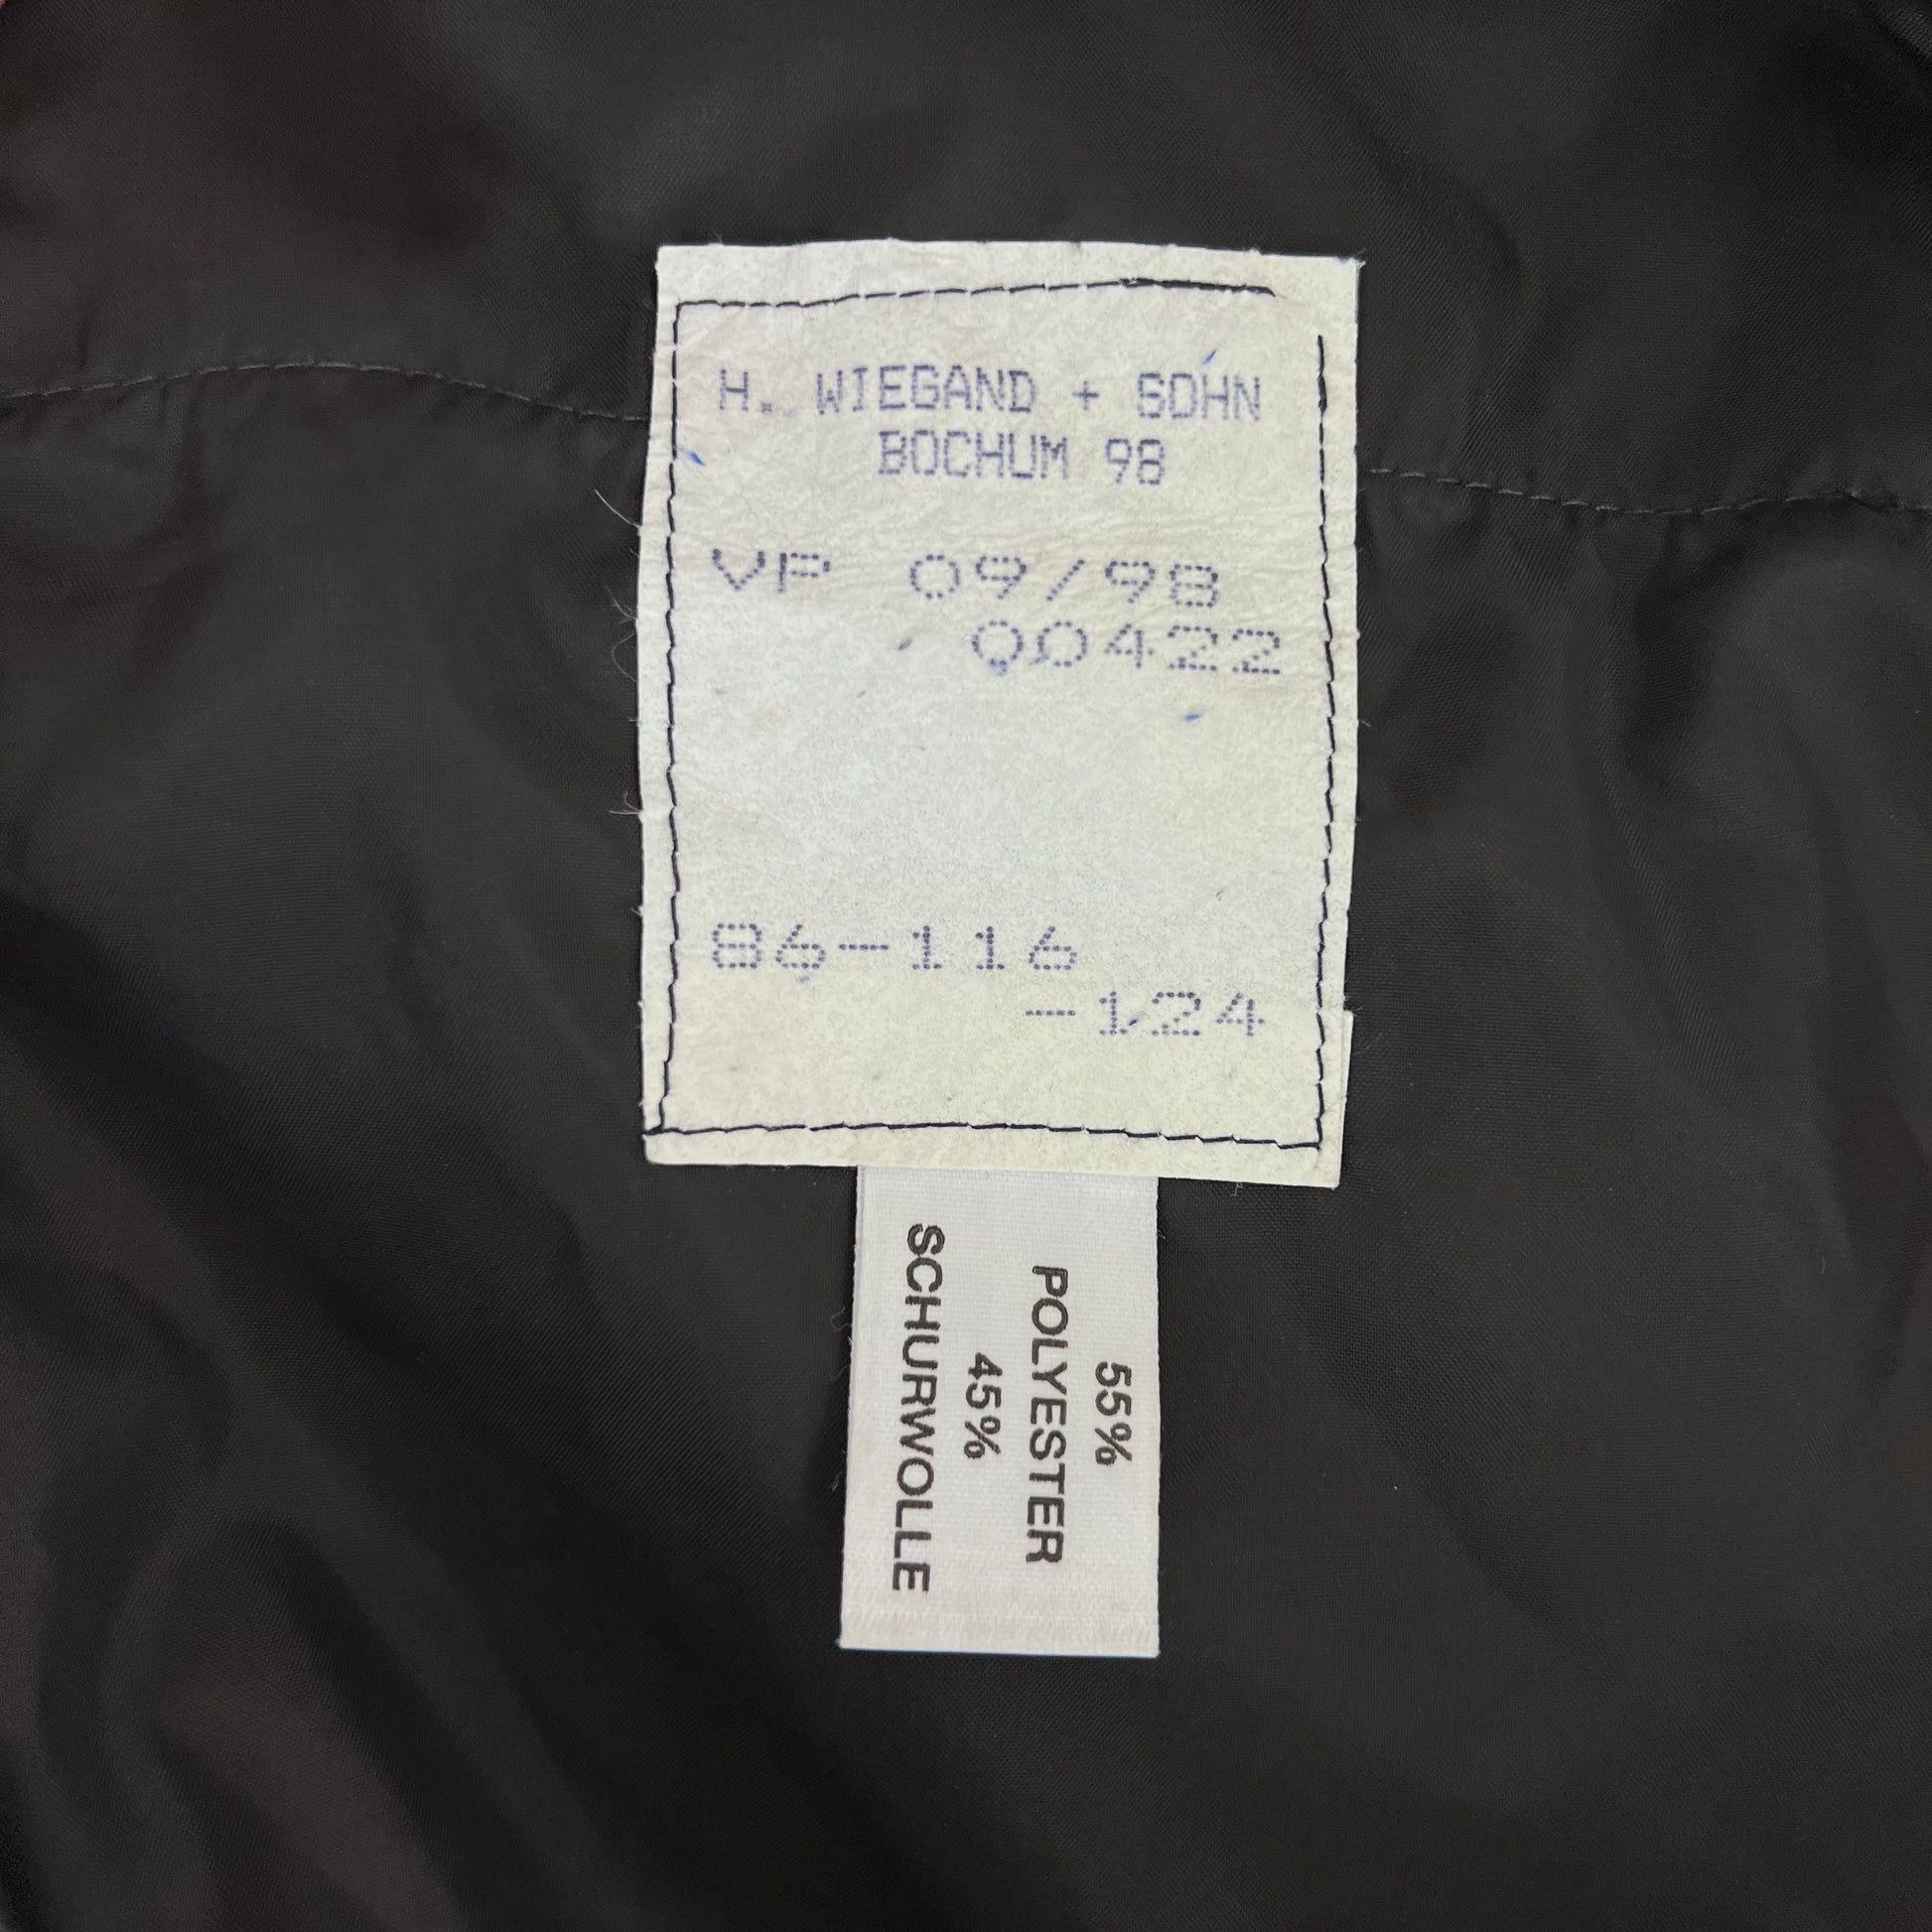 H. WIEGAND + SOHN
BOCHUM 98
VP 09/98
00422
86-116
-124
55%
POLYESTER
45%
SCHURWOLLE